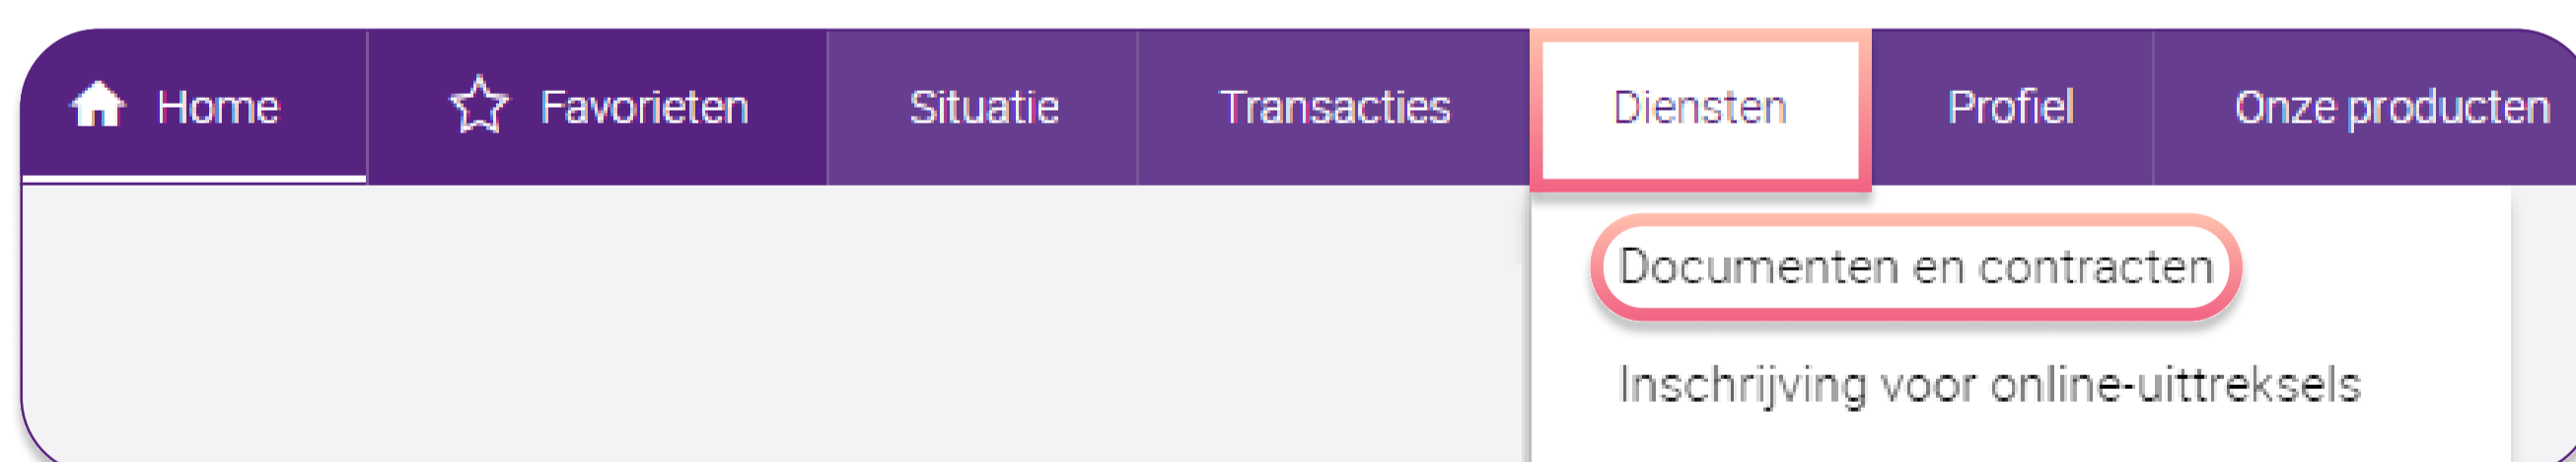 Home Favorieten Situatie Transacties Diensten Profiel Onze producten
Documenten en contracten
Inschrijving voor online-uittreksels